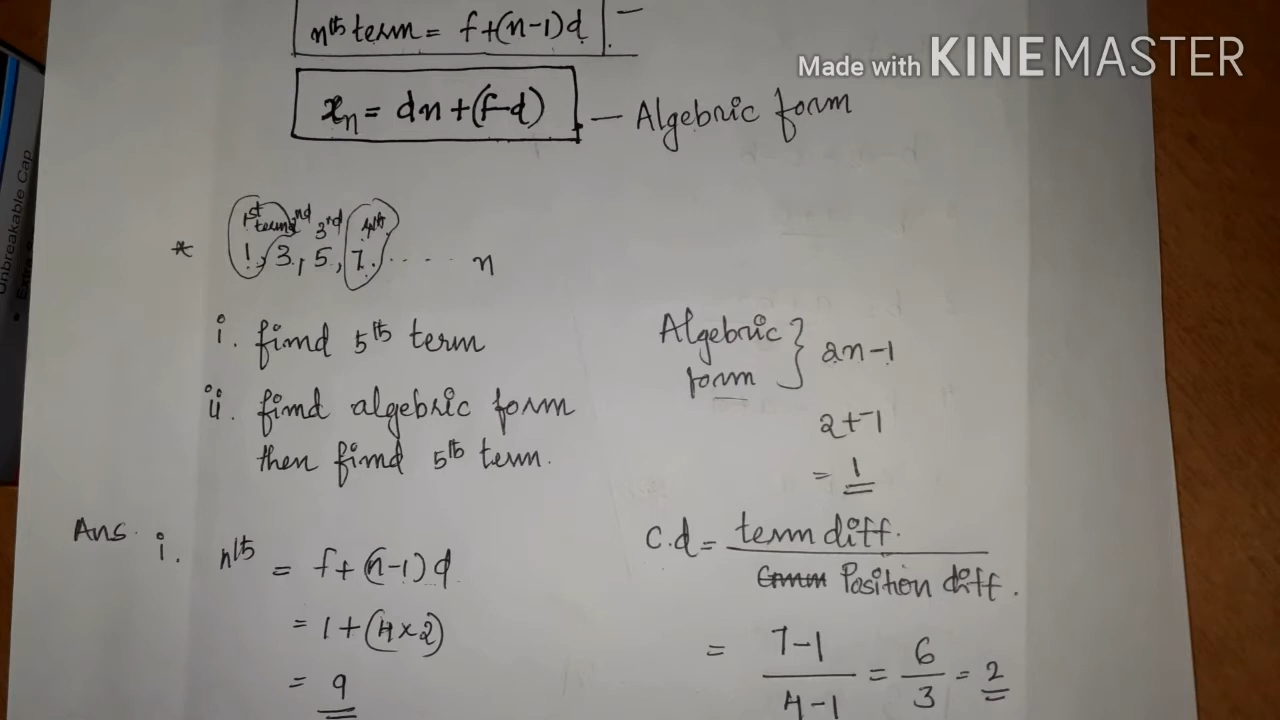 nth term = f+(n-1)d
Made with KINEMASTER
xn = dn+(f-d) — Algebric form
1st term 2nd 3rd 4th
* 1, 3, 5, 7. . . . . n
i. find 5th term
ii. find algebric form
then find 5th term.
Algebric form } 2n-1
2+-1
= 1
Ans. i. nth = f+(n-1)d
= 1+(4×2)
= 9
C.d = term diff.
Position diff.
= 7-1 / 4-1 = 6/3 = 2
Unbreakable Cap